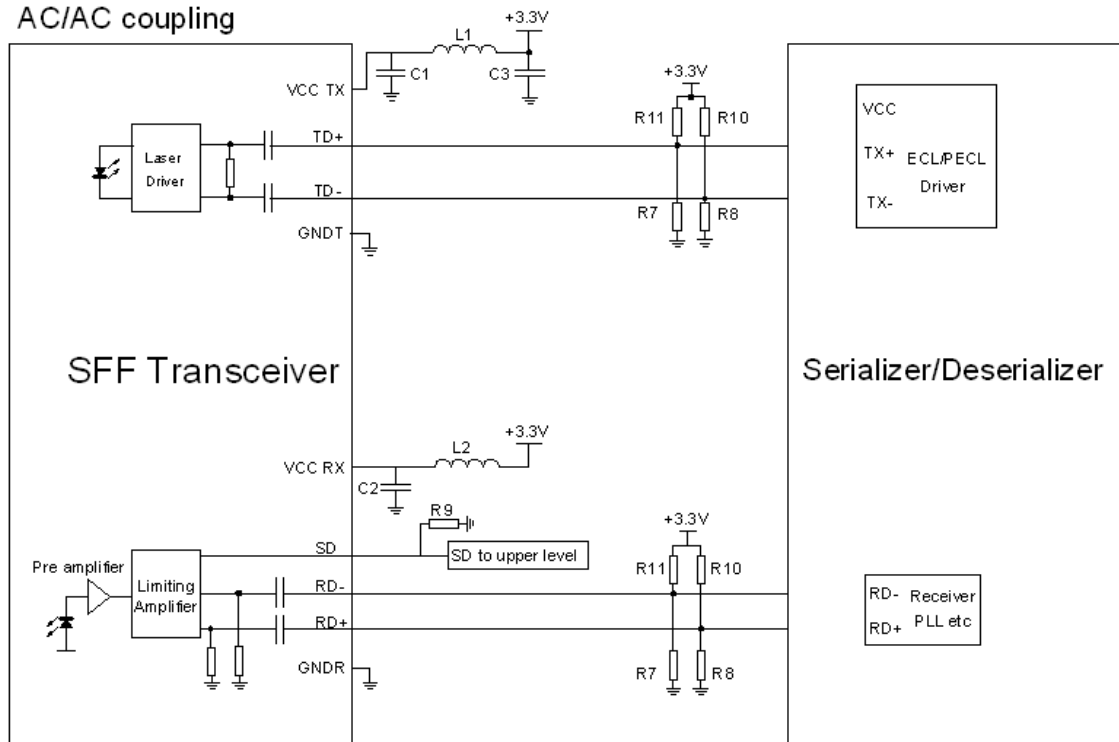 AC/AC coupling
+3.3V
L1
C1
C3
VCC TX
+3.3V
R11
R10
VCC
TX+
ECL/PECL
Driver
TX-
Laser
Driver
TD+
TD-
R7
R8
GNDT
SFF Transceiver
Serializer/Deserializer
+3.3V
L2
VCC RX
C2
R9
SD
SD to upper level
+3.3V
R11
R10
Pre amplifier
Limiting
Amplifier
RD-
RD+
RD-
RD+
Receiver
PLL etc
GNDR
R7
R8